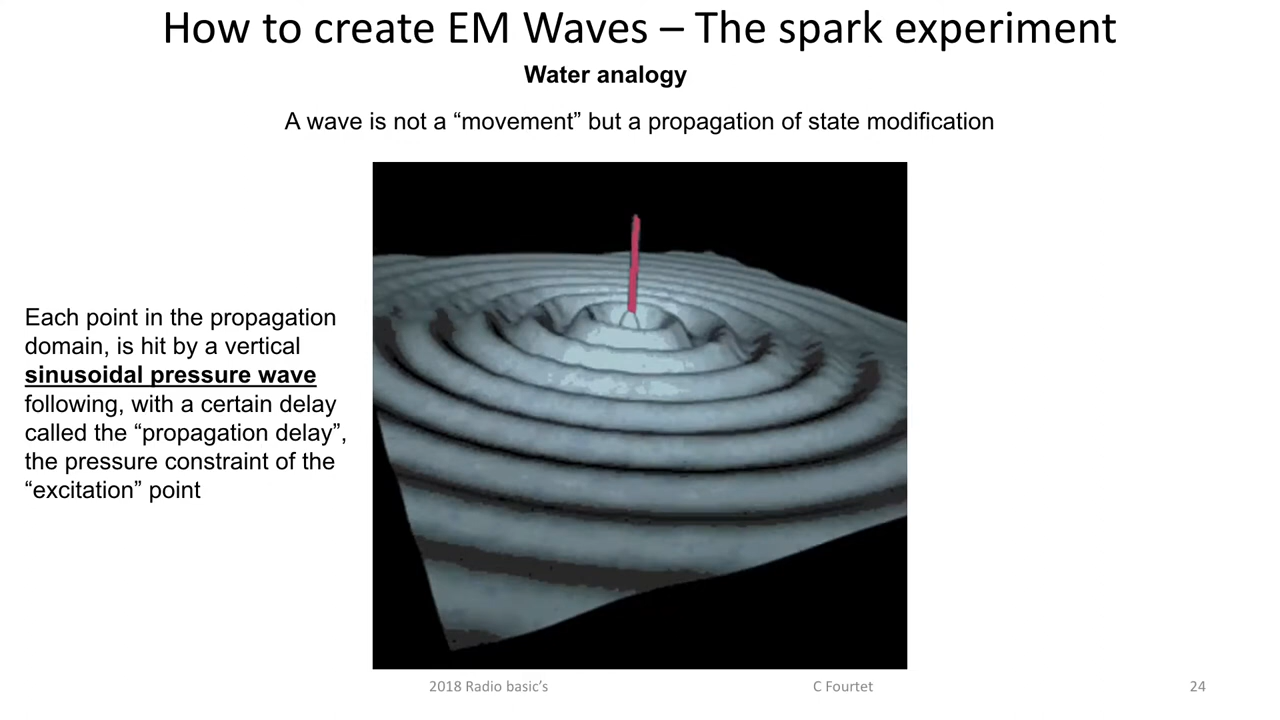 How to create EM Waves – The spark experiment
Water analogy
A wave is not a “movement” but a propagation of state modification
Each point in the propagation
domain, is hit by a vertical
sinusoidal pressure wave
following, with a certain delay
called the “propagation delay”,
the pressure constraint of the
“excitation” point
2018 Radio basic’s
C Fourtet
24